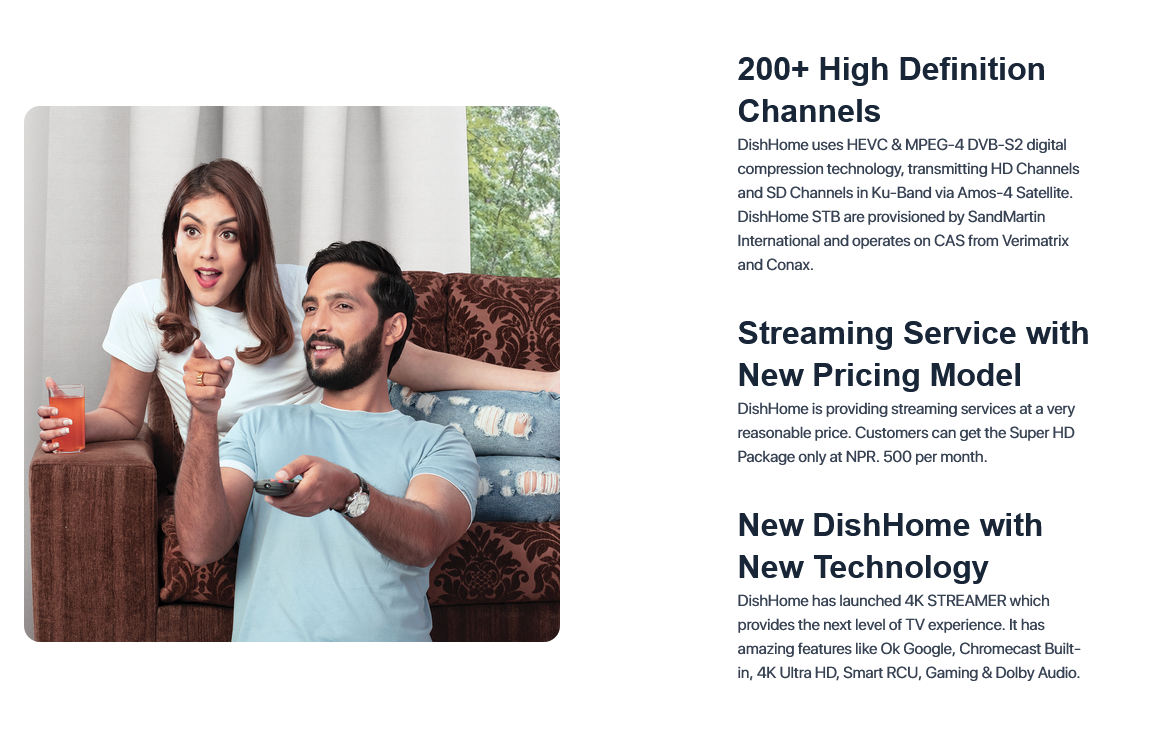 200+ High Definition
Channels
DishHome uses HEVC & MPEG-4 DVB-S2 digital
compression technology, transmitting HD Channels
and SD Channels in Ku-Band via Amos-4 Satellite.
DishHome STB are provisioned by SandMartin
International and operates on CAS from Verimatrix
and Conax.
Streaming Service with
New Pricing Model
DishHome is providing streaming services at a very
reasonable price. Customers can get the Super HD
Package only at NPR. 500 per month.
New DishHome with
New Technology
DishHome has launched 4K STREAMER which
provides the next level of TV experience. It has
amazing features like Ok Google, Chromecast Built-
in, 4K Ultra HD, Smart RCU, Gaming & Dolby Audio.